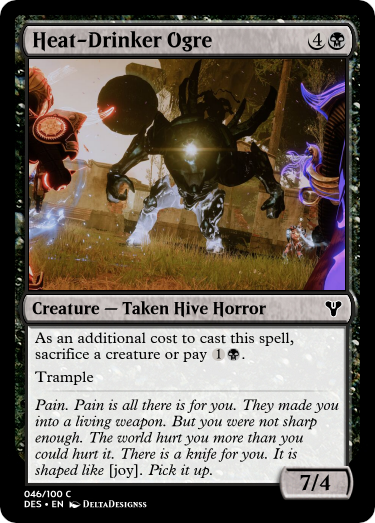 Heat-Drinker Ogre 4
Creature — Taken Hive Horror
As an additional cost to cast this spell,
sacrifice a creature or pay 1.
Trample
Pain. Pain is all there is for you. They made you
into a living weapon. But you were not sharp
enough. The world hurt you more than you
could hurt it. There is a knife for you. It is
shaped like [joy]. Pick it up.
7/4
046/100 C
DES • EN DELTADESIGNSS